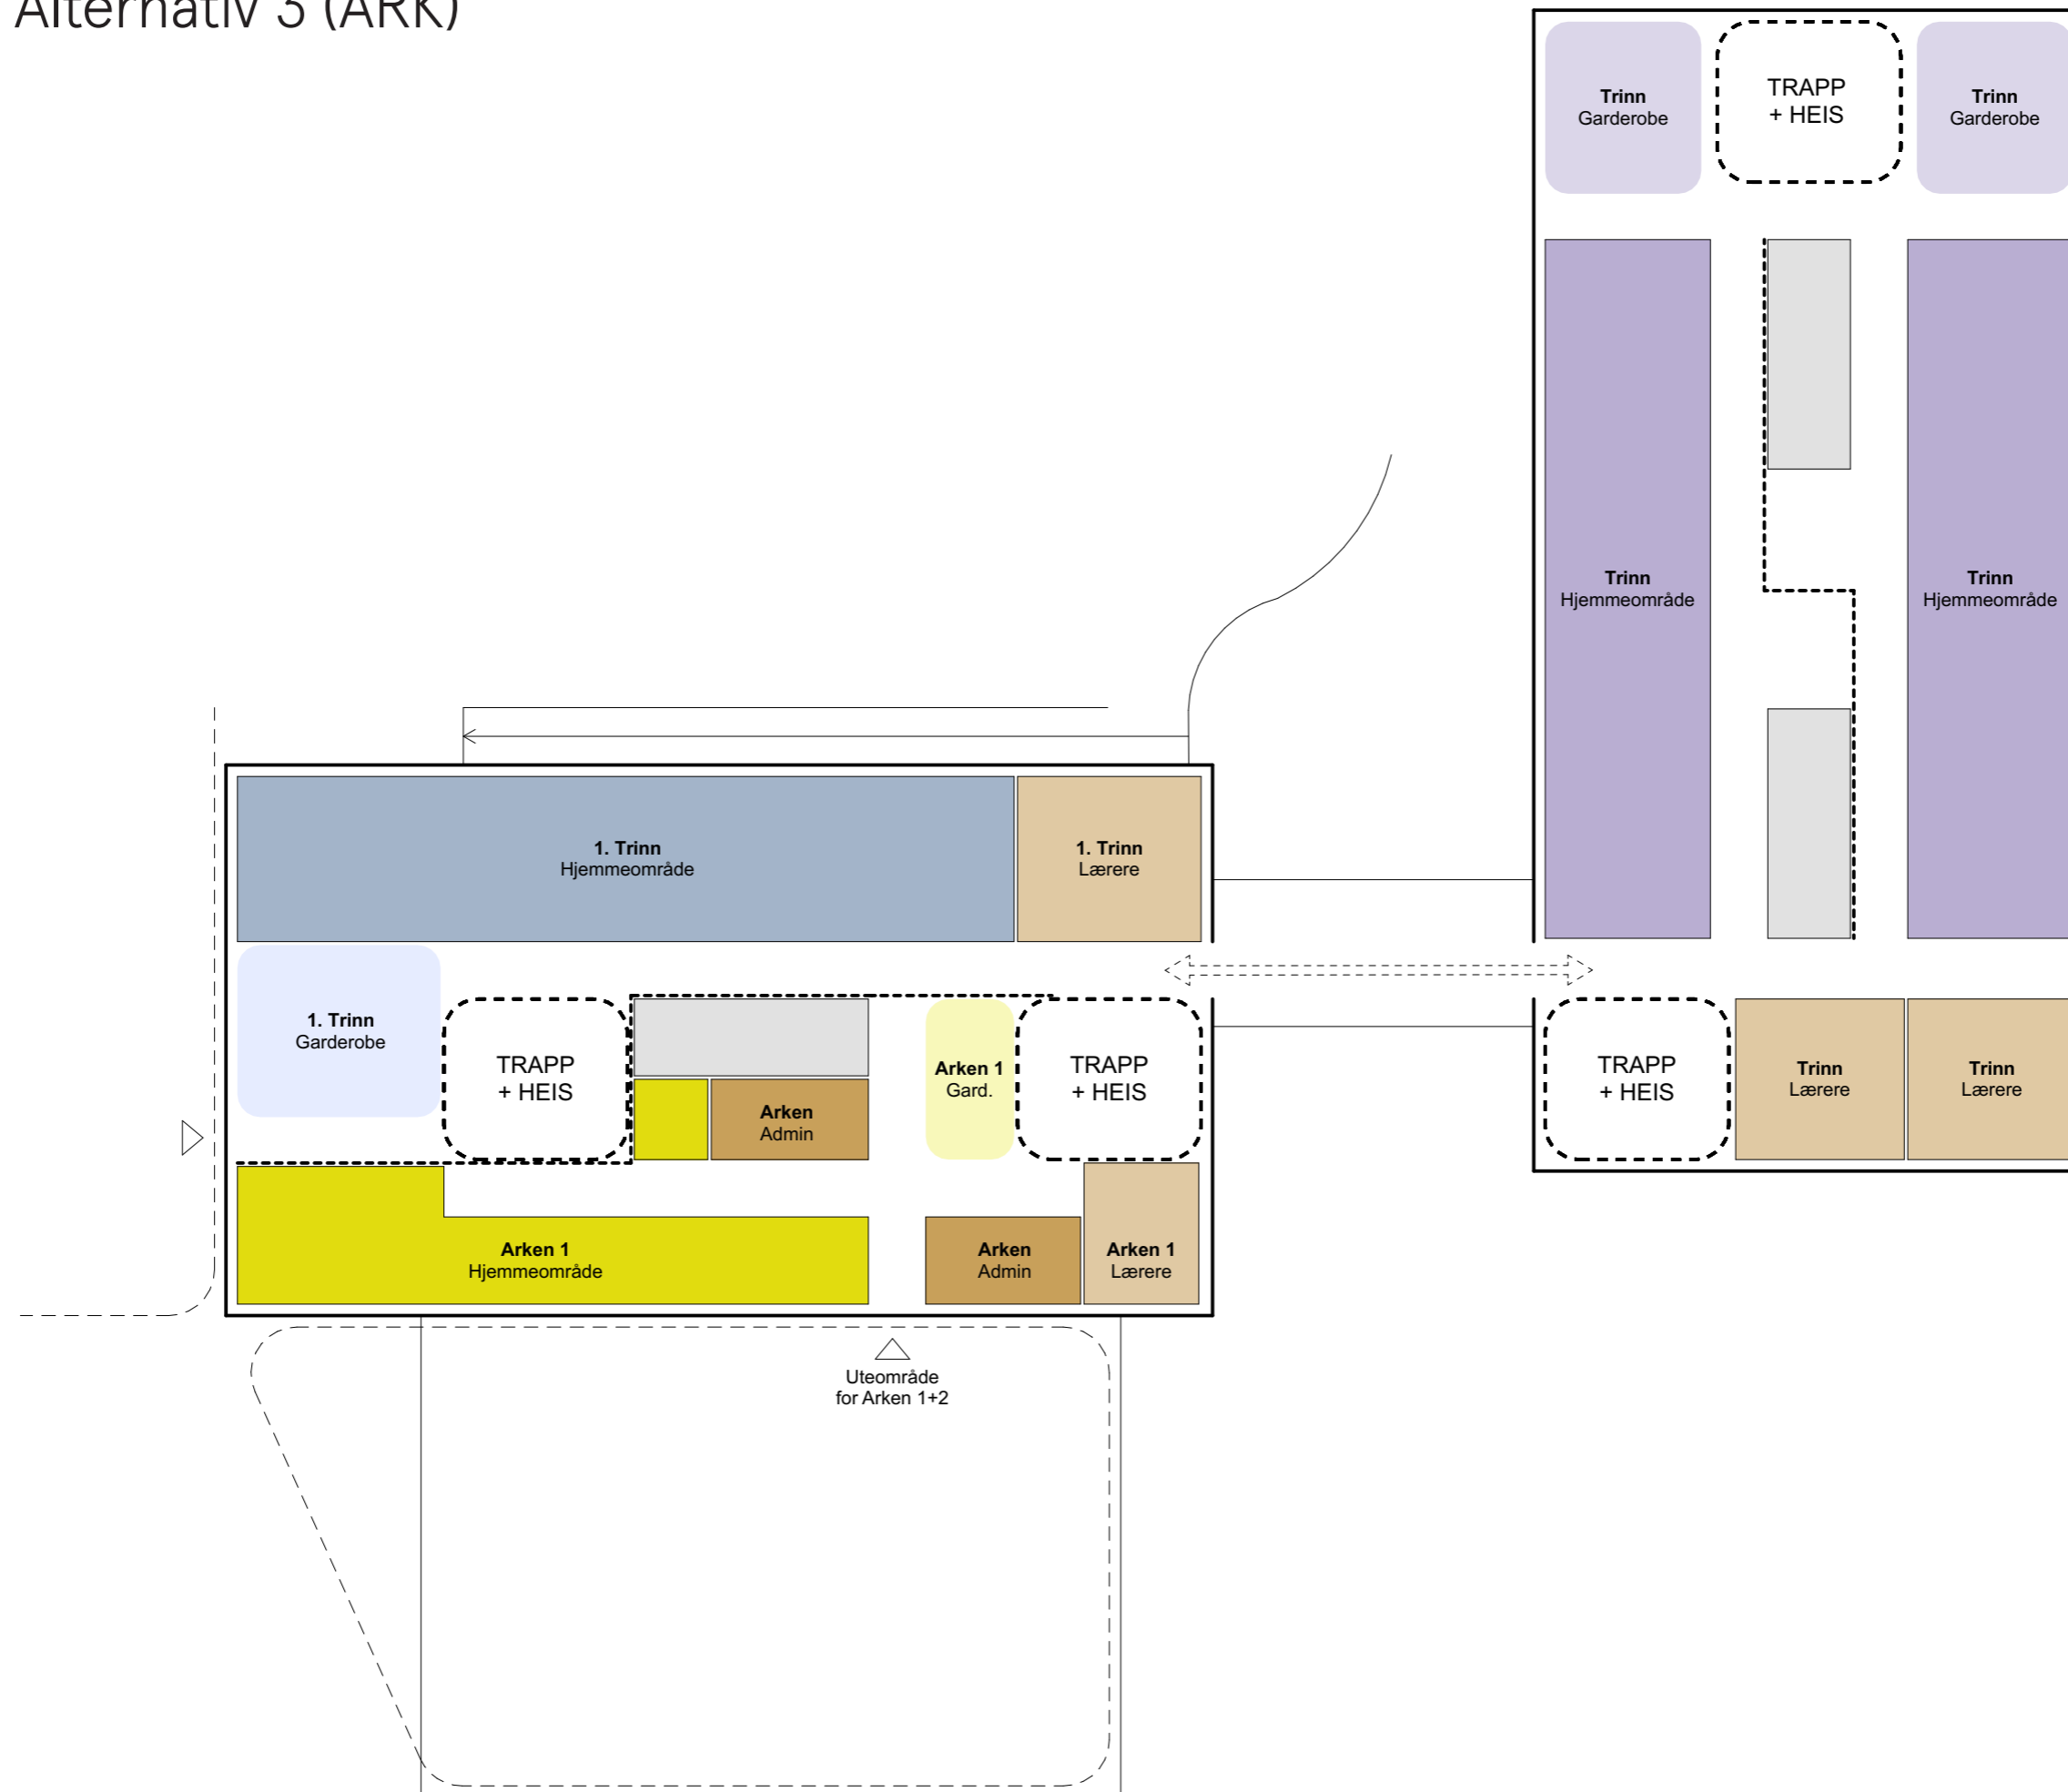 Alternativ 3 (ARK)
Trinn
Garderobe
TRAPP
+ HEIS
Trinn
Garderobe
Trinn
Hjemmeområde
Trinn
Hjemmeområde
1. Trinn
Hjemmeområde
1. Trinn
Lærere
1. Trinn
Garderobe
TRAPP
+ HEIS
Arken
Admin
Arken 1
Gard.
TRAPP
+ HEIS
TRAPP
+ HEIS
Trinn
Lærere
Trinn
Lærere
Arken 1
Hjemmeområde
Arken
Admin
Arken 1
Lærere
Uteområde
for Arken 1+2